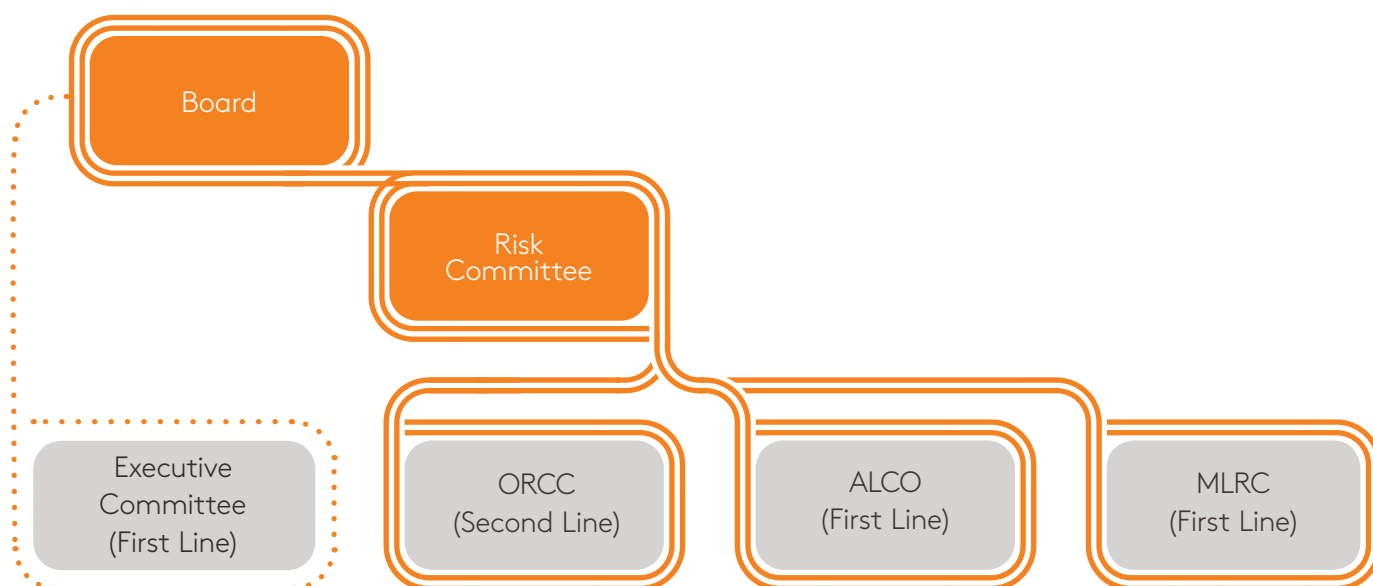 Board
Risk
Committee
Executive
Committee
(First Line)
ORCC
(Second Line)
ALCO
(First Line)
MLRC
(First Line)